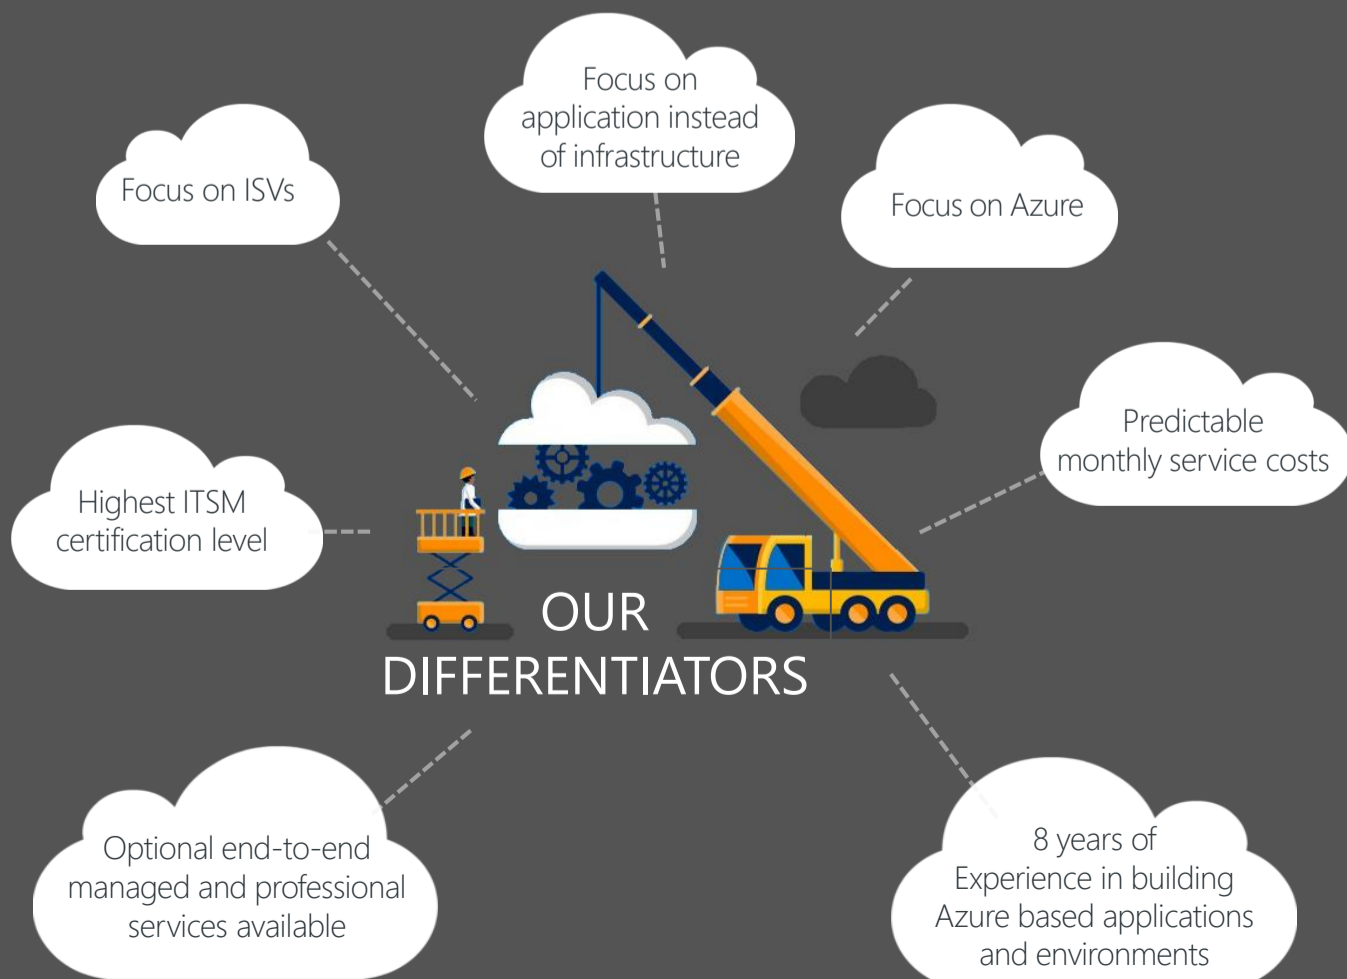 Focus on
application instead
of infrastructure
Focus on ISVs
Focus on Azure
Predictable
monthly service costs
Highest ITSM
certification level
OUR
DIFFERENTIATORS
Optional end-to-end
managed and professional
services available
8 years of
Experience in building
Azure based applications
and environments